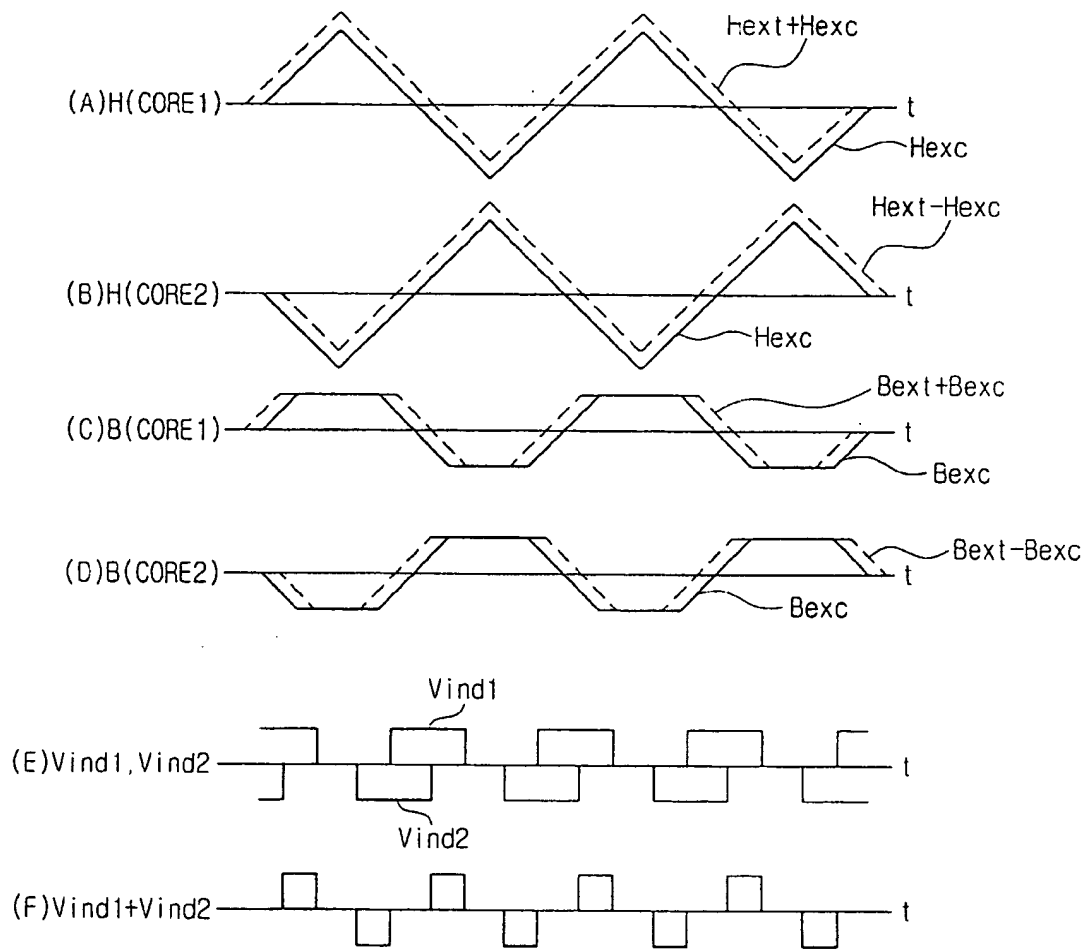 Hext+Hexc
(A)H(CORE1)
t
Hexc
Hext-Hexc
(B)H(CORE2)
t
Hexc
Bext+Bexc
(C)B(CORE1)
t
Bexc
Bext-Bexc
(D)B(CORE2)
t
Bexc
Vind1
(E)Vind1,Vind2
t
Vind2
(F)Vind1+Vind2
t